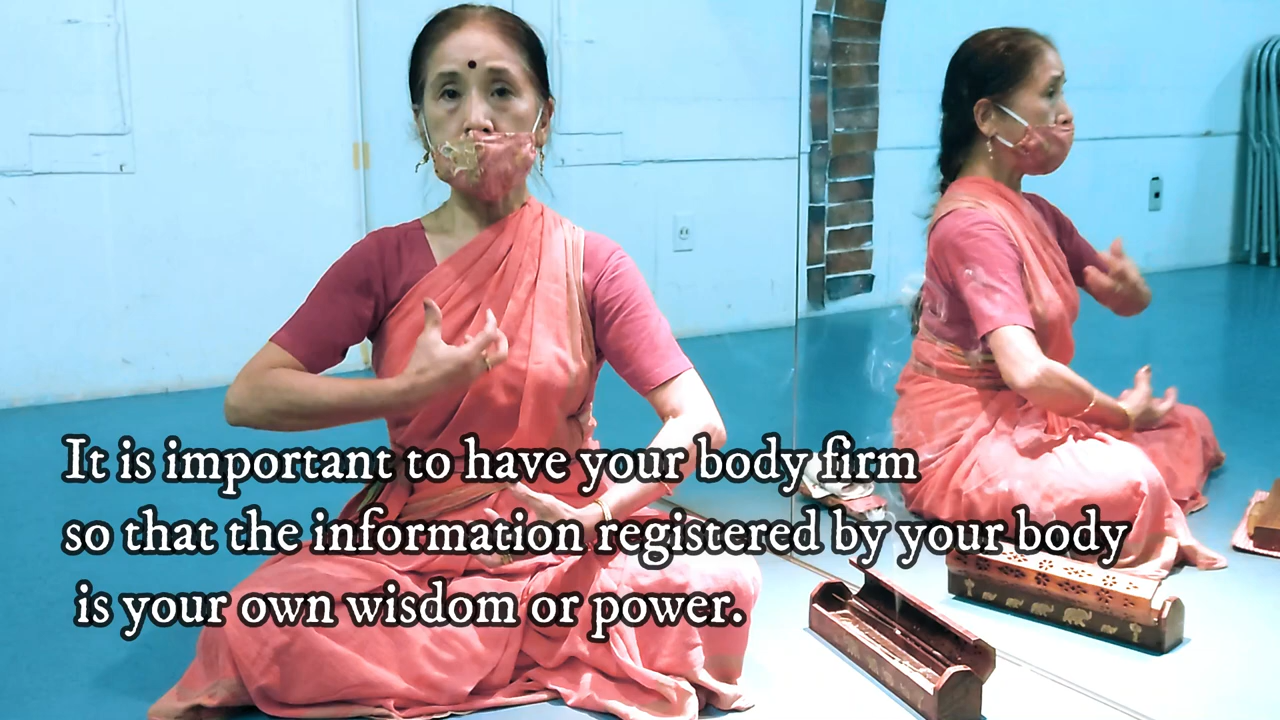 It is important to have your body firm
so that the information registered by your body
is your own wisdom or power.